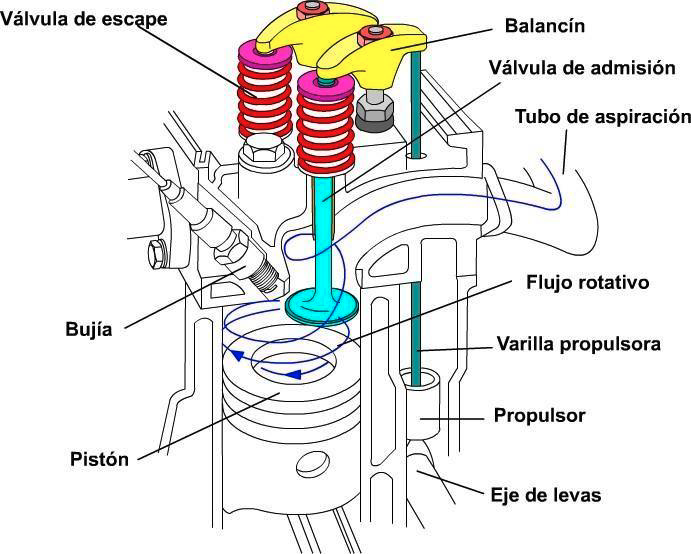 Válvula de escape
Balancín
Válvula de admisión
Tubo de aspiración
Flujo rotativo
Bujía
Varilla propulsora
Propulsor
Pistón
Eje de levas